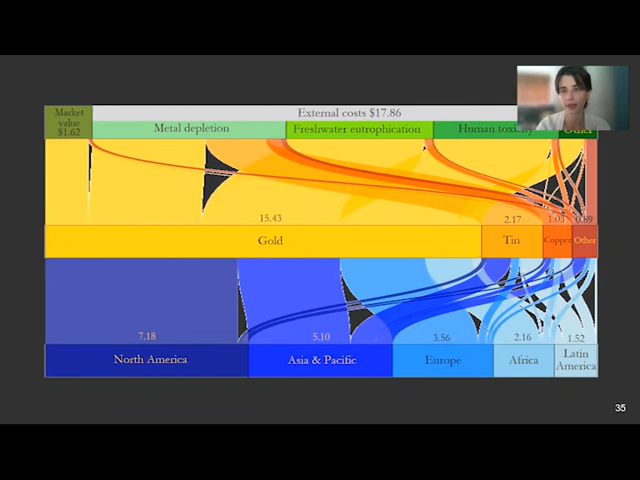 Market
value
$1.62
External costs $17.86
Metal depletion
Freshwater eutrophication
Human toxicity
Other
15.43
2.17
1.03
0.89
Gold
Tin
Copper
Other
7.18
5.10
3.56
2.16
1.52
North America
Asia & Pacific
Europe
Africa
Latin
America
35